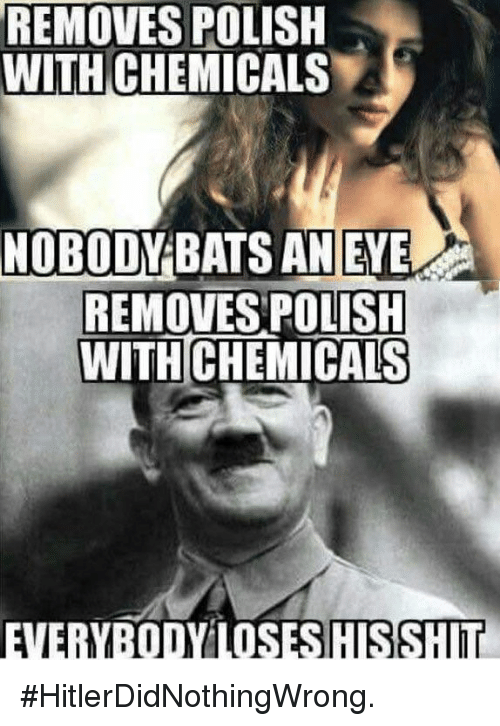 REMOVES POLISH
WITH CHEMICALS
NOBODY BATS AN EYE
REMOVES POLISH
WITH CHEMICALS
EVERYBODY LOSES HIS SHIT
#HitlerDidNothingWrong.